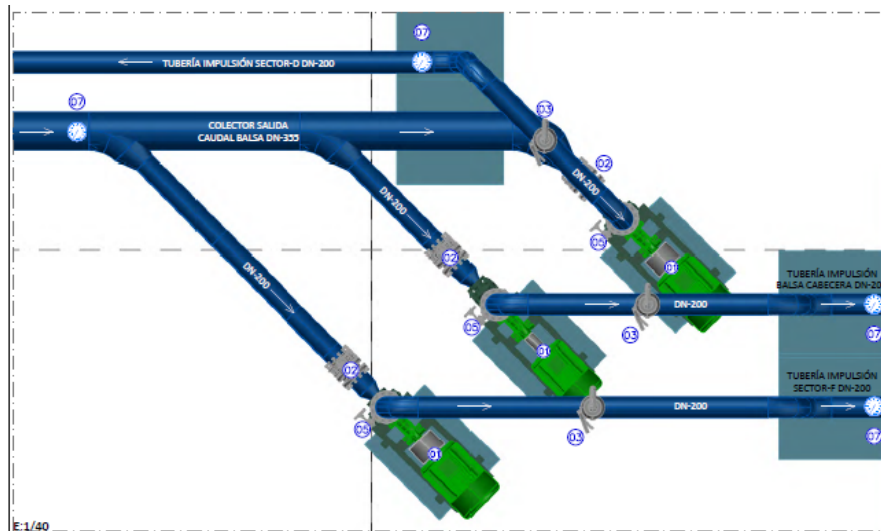 07
TUBERÍA IMPULSIÓN SECTOR-D DN-200
07
03
COLECTOR SALIDA
CAUDAL BALSA DN-355
02
DN-200
DN-200
05
02
01
DN-200
TUBERÍA IMPULSIÓN
BALSA CABECERA DN-20
DN-200
05
03
07
01
02
TUBERÍA IMPULSIÓN
SECTOR-F DN-200
DN-200
05
03
07
01
E:1/40